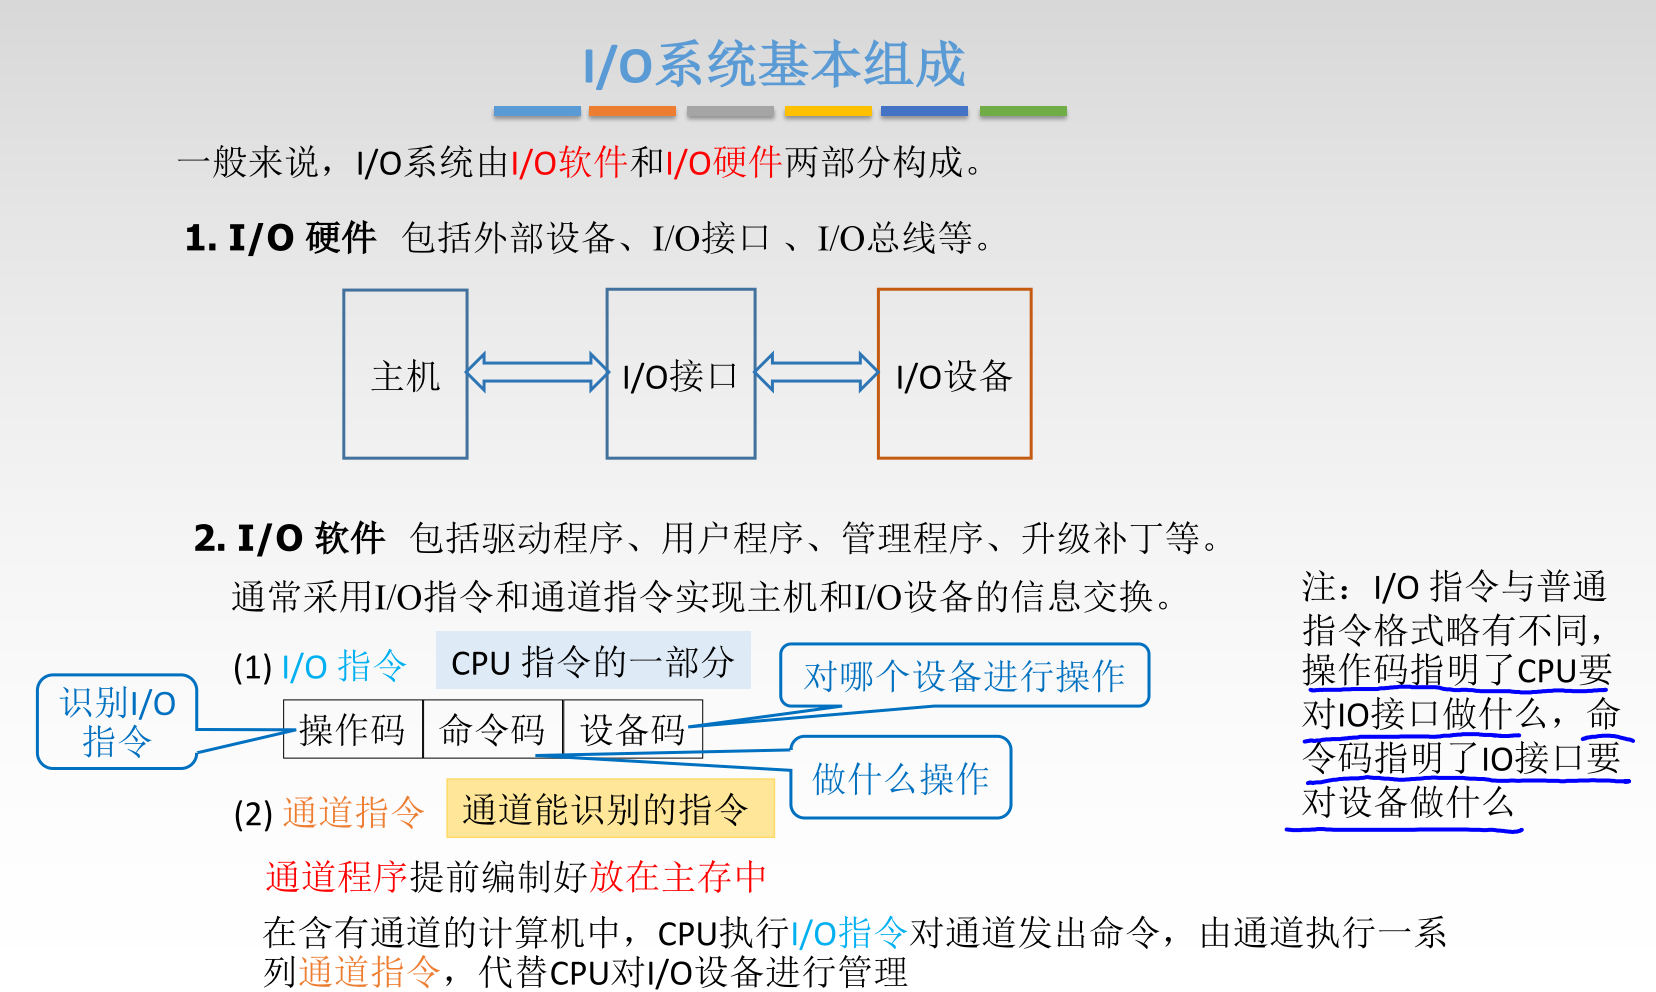 I/O系统基本组成
一般来说，I/O系统由I/O软件和I/O硬件两部分构成。
1. I/O 硬件 包括外部设备、I/O接口 、I/O总线等。
主机
I/O接口
I/O设备
2. I/O 软件 包括驱动程序、用户程序、管理程序、升级补丁等。
通常采用I/O指令和通道指令实现主机和I/O设备的信息交换。
(1) I/O 指令
CPU 指令的一部分
对哪个设备进行操作
识别I/O
指令
操作码
命令码
设备码
做什么操作
(2) 通道指令
通道能识别的指令
通道程序提前编制好放在主存中
在含有通道的计算机中，CPU执行I/O指令对通道发出命令，由通道执行一系
列通道指令，代替CPU对I/O设备进行管理
注：I/O 指令与普通
指令格式略有不同，
操作码指明了CPU要
对IO接口做什么，命
令码指明了IO接口要
对设备做什么